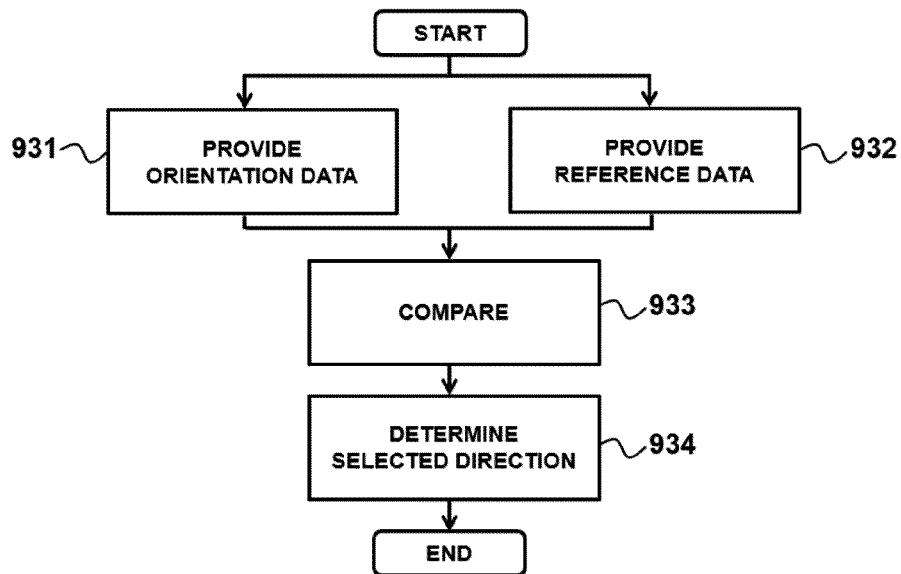 START
931
PROVIDE
ORIENTATION DATA
PROVIDE
REFERENCE DATA
932
COMPARE
933
DETERMINE
SELECTED DIRECTION
934
END